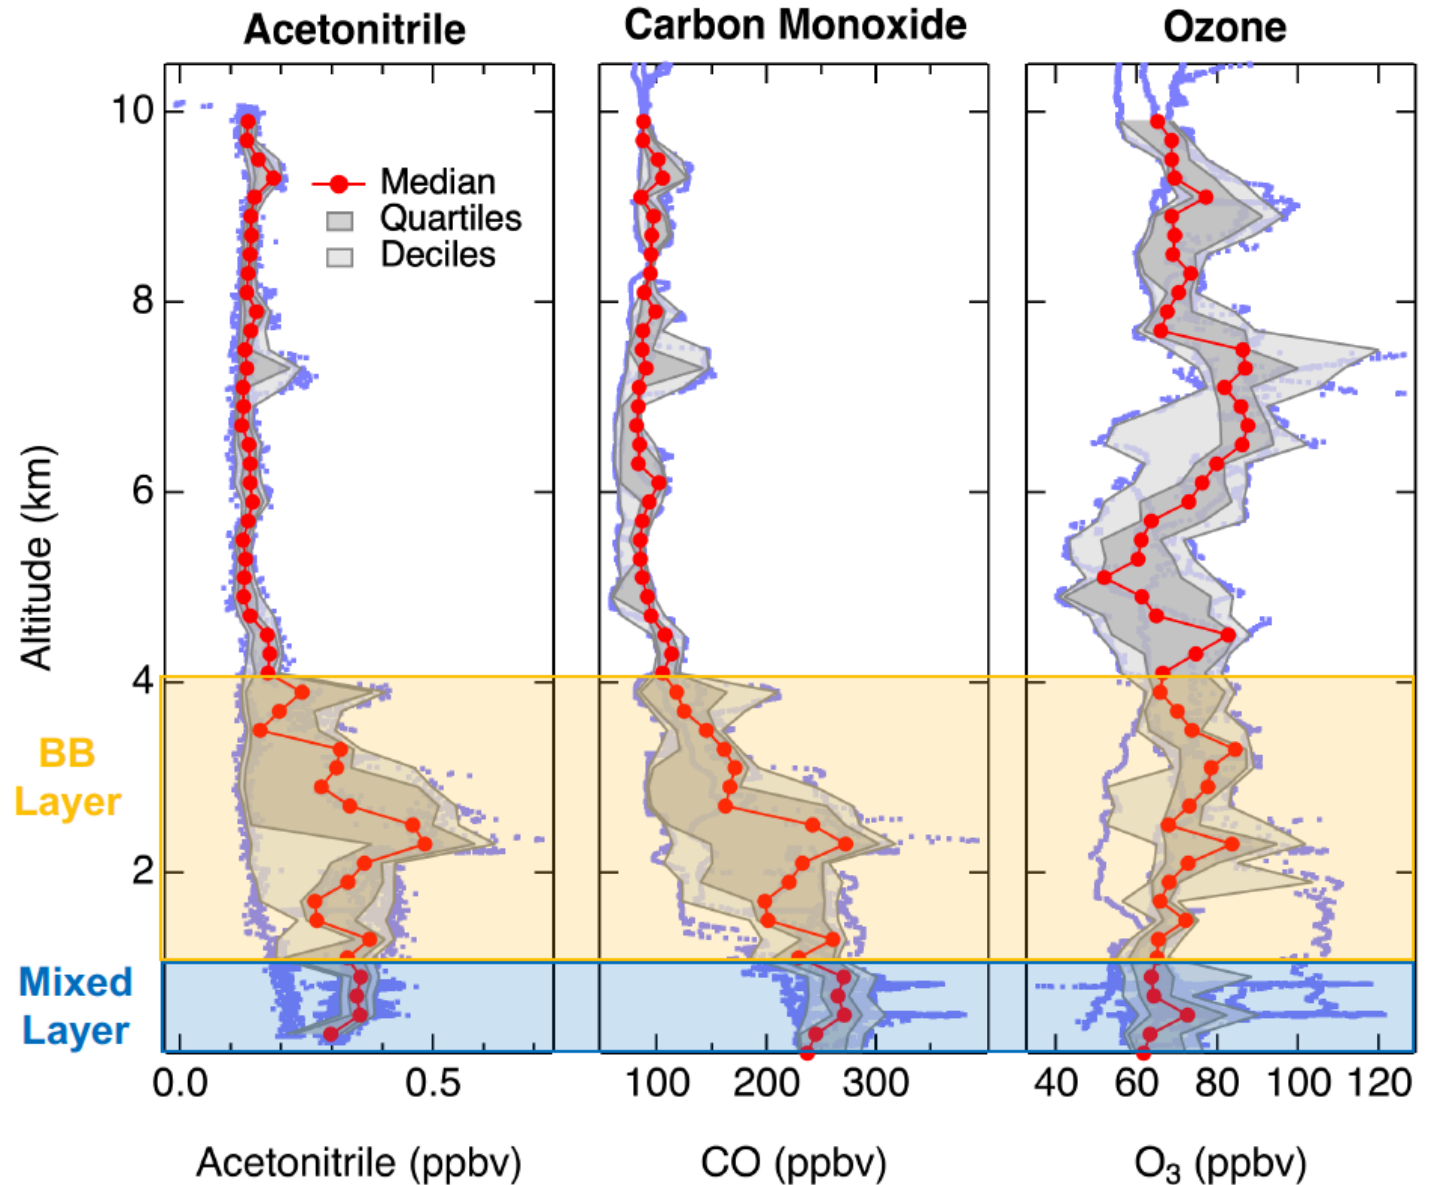 Acetonitrile
Carbon Monoxide
Ozone
10
8
6
4
2
Altitude (km)
Median
Quartiles
Deciles
BB
Layer
Mixed
Layer
0.0 0.5
100 200 300
40 60 80 100 120
Acetonitrile (ppbv)
CO (ppbv)
O₃ (ppbv)